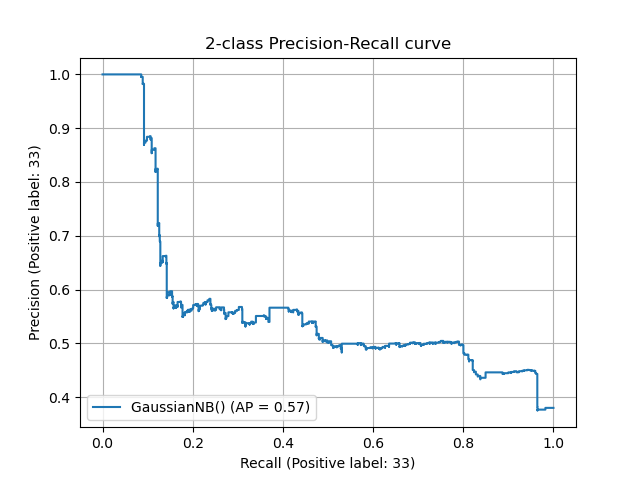 2-class Precision-Recall curve
Precision (Positive label: 33)
1.0
0.9
0.8
0.7
0.6
0.5
0.4
GaussianNB() (AP = 0.57)
0.0 0.2 0.4 0.6 0.8 1.0
Recall (Positive label: 33)